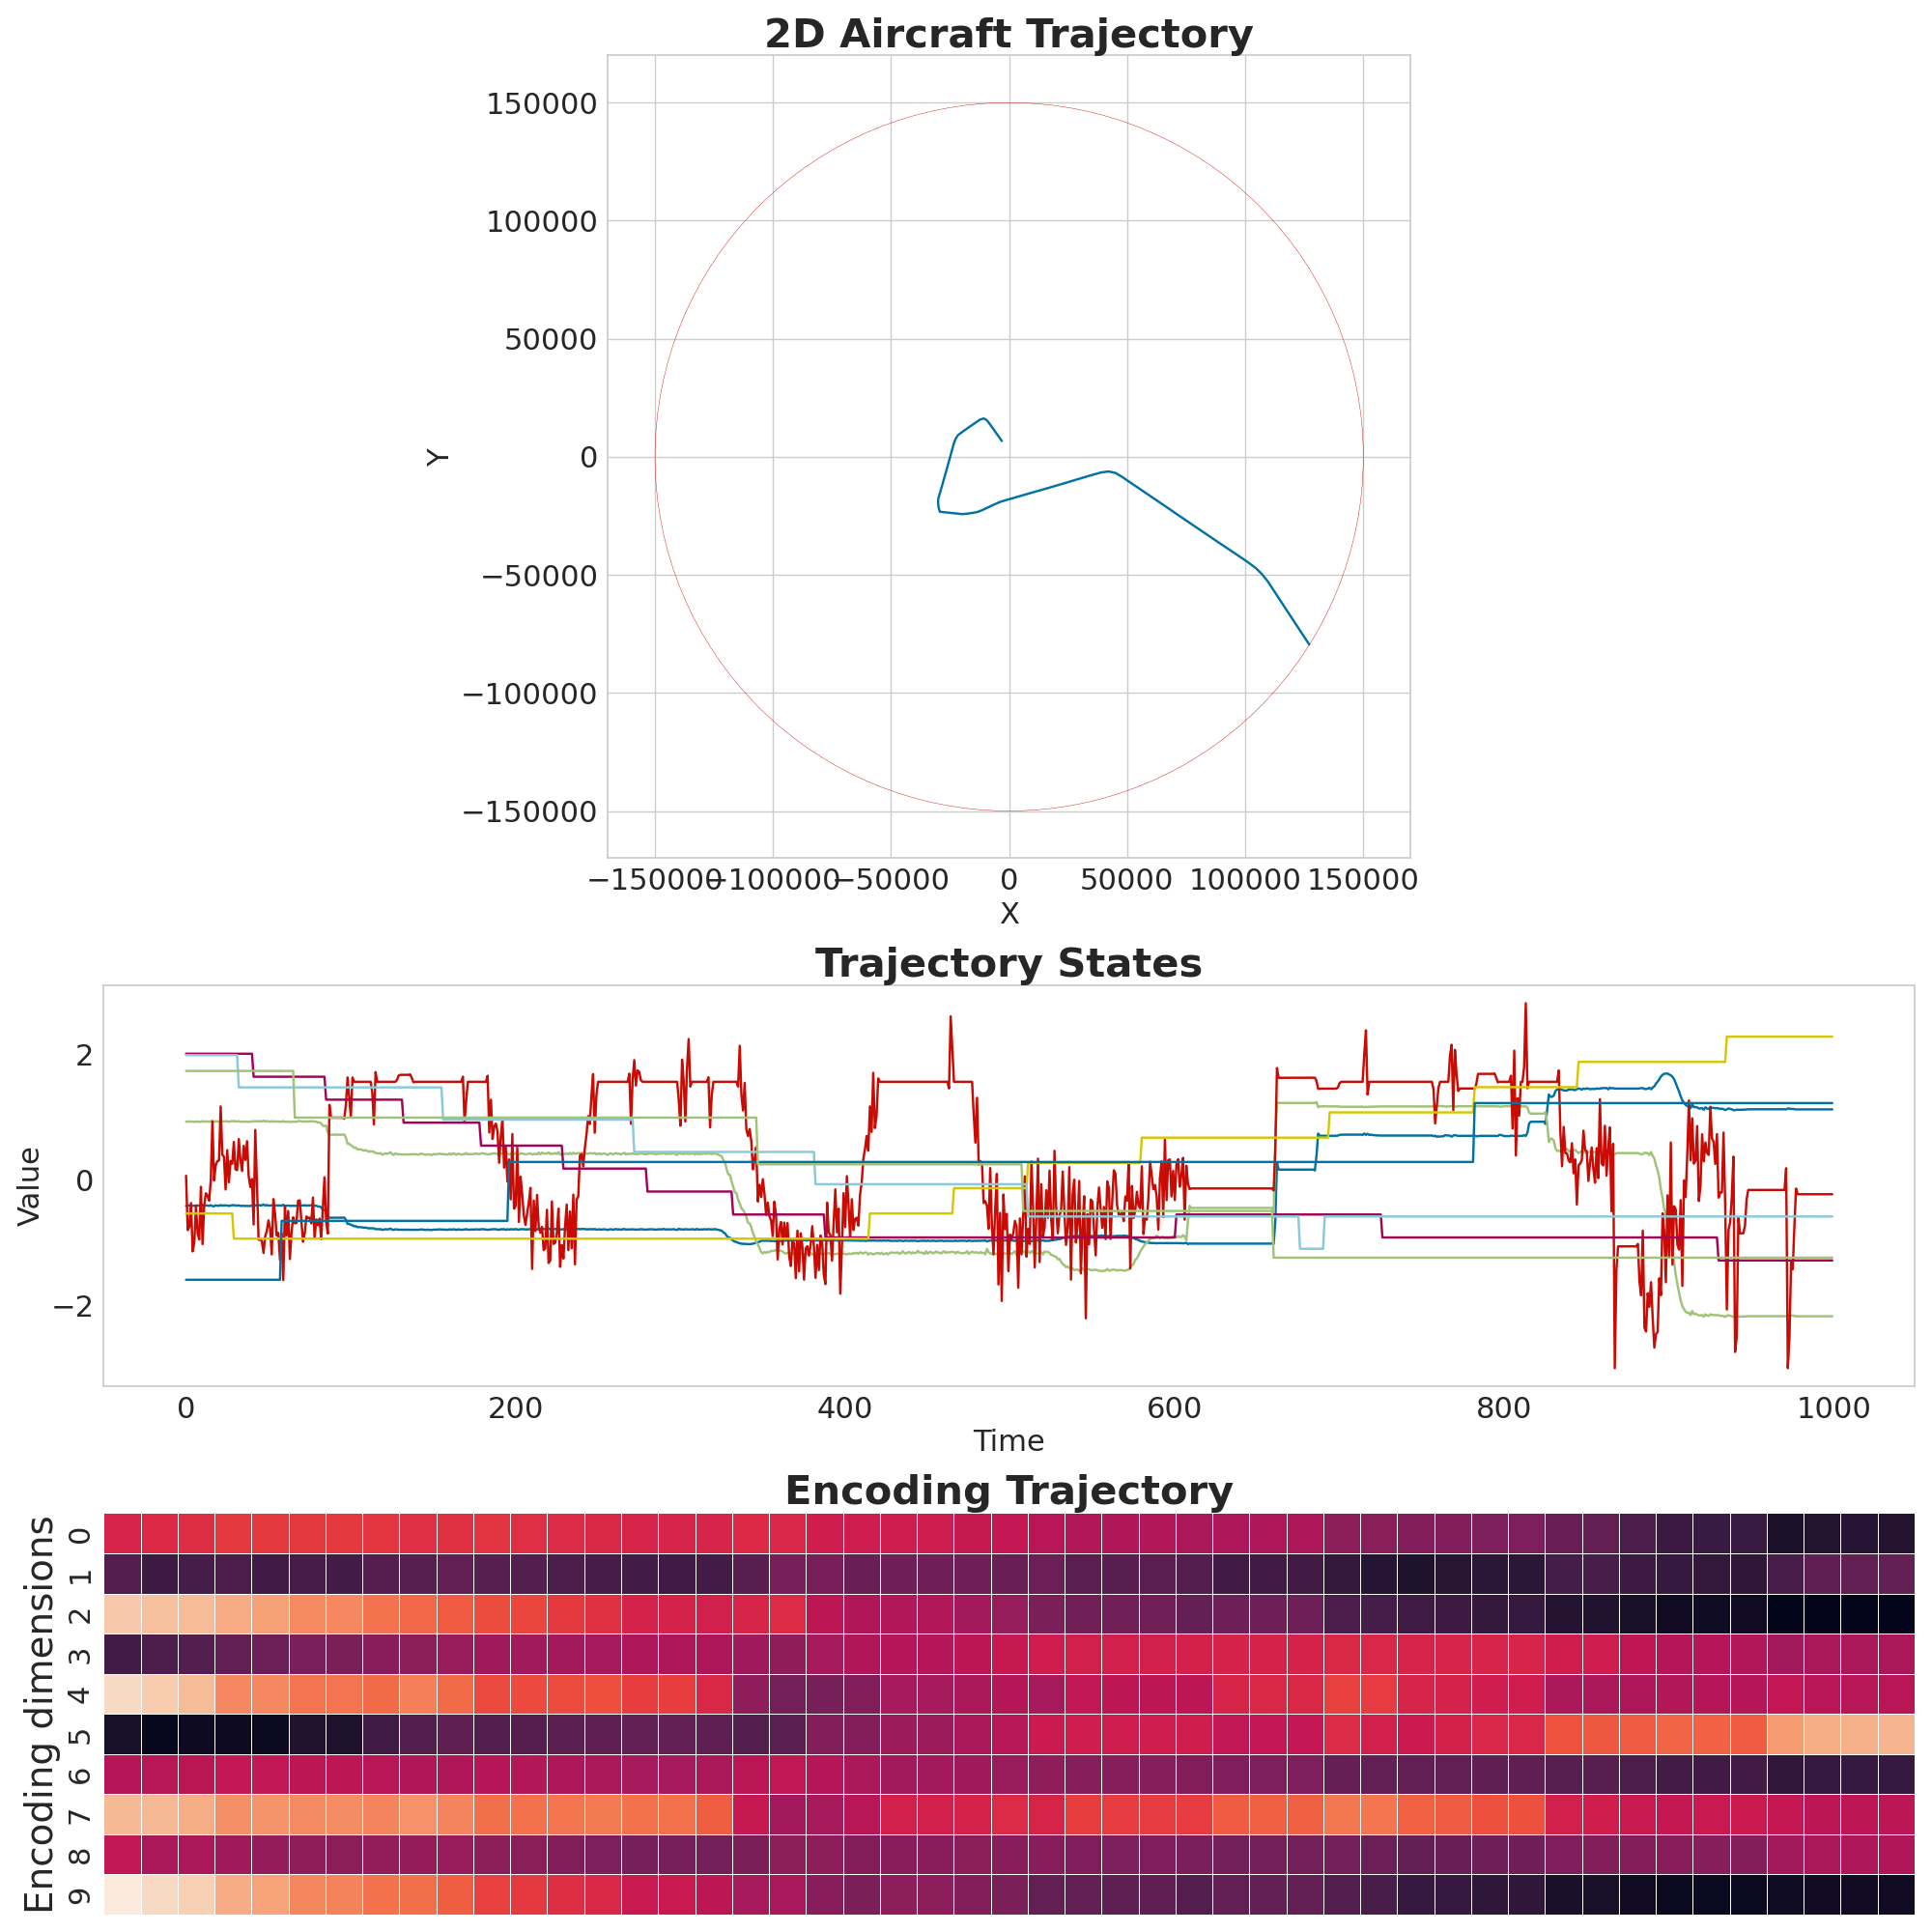 2D Aircraft Trajectory
150000
100000
50000
0
−50000
−100000
−150000
Y
−150000 −100000 −50000 0 50000 100000 150000
X
Trajectory States
2
0
−2
Value
0 200 400 600 800 1000
Time
Encoding Trajectory
Encoding dimensions
0
1
2
3
4
5
6
7
8
9